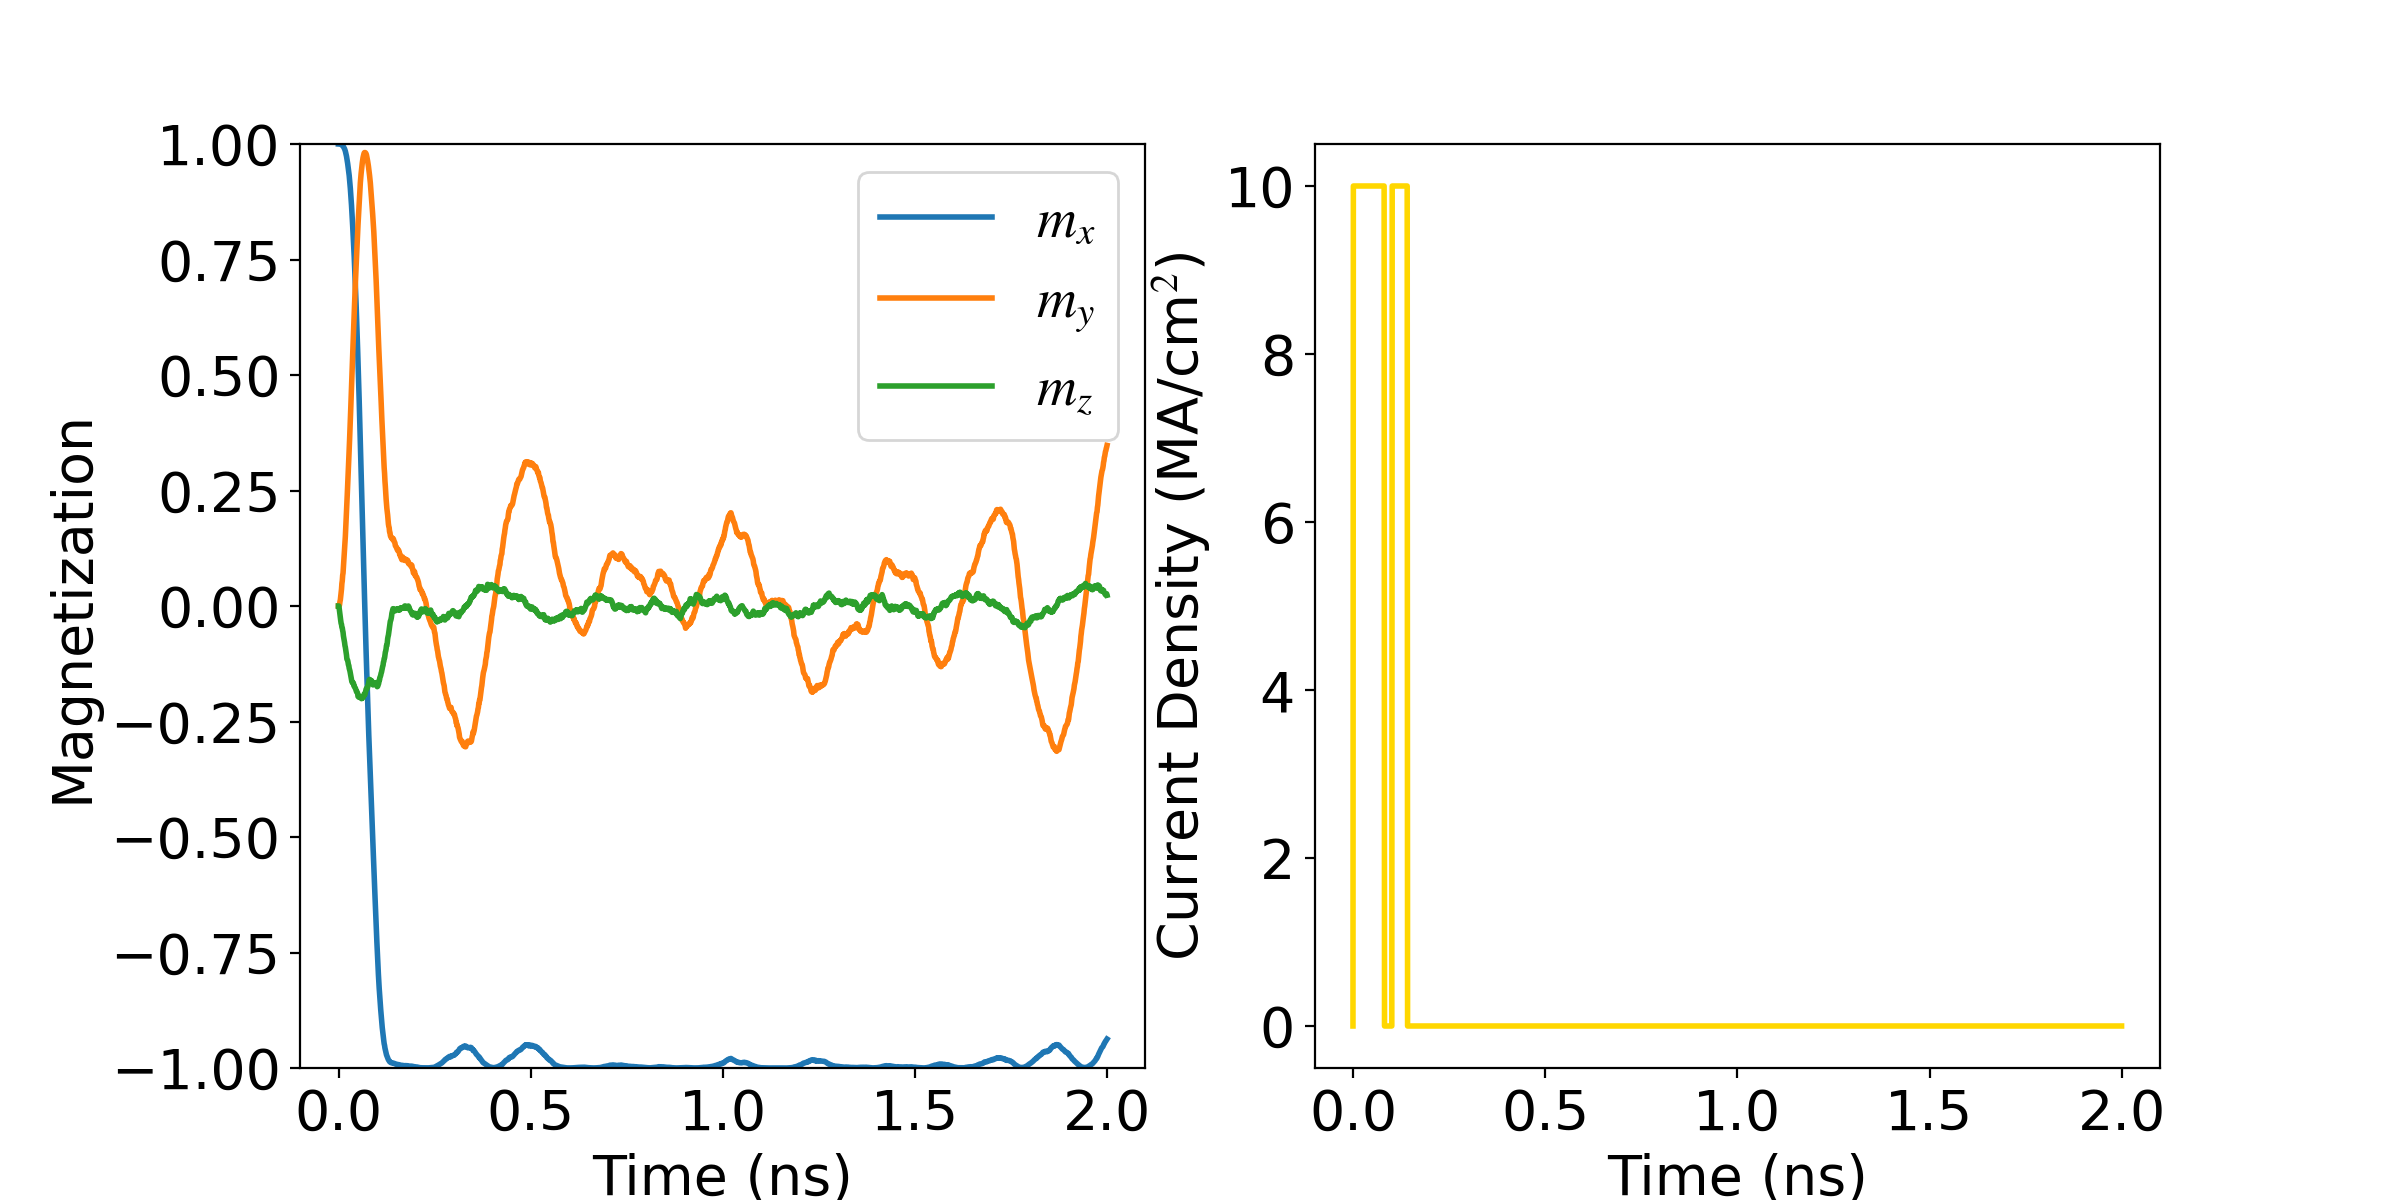 1.00
0.75
0.50
0.25
0.00
−0.25
−0.50
−0.75
−1.00
Magnetization
0.0 0.5 1.0 1.5 2.0
Time (ns)
m_x
m_y
m_z
10
8
6
4
2
0
Current Density (MA/cm²)
0.0 0.5 1.0 1.5 2.0
Time (ns)